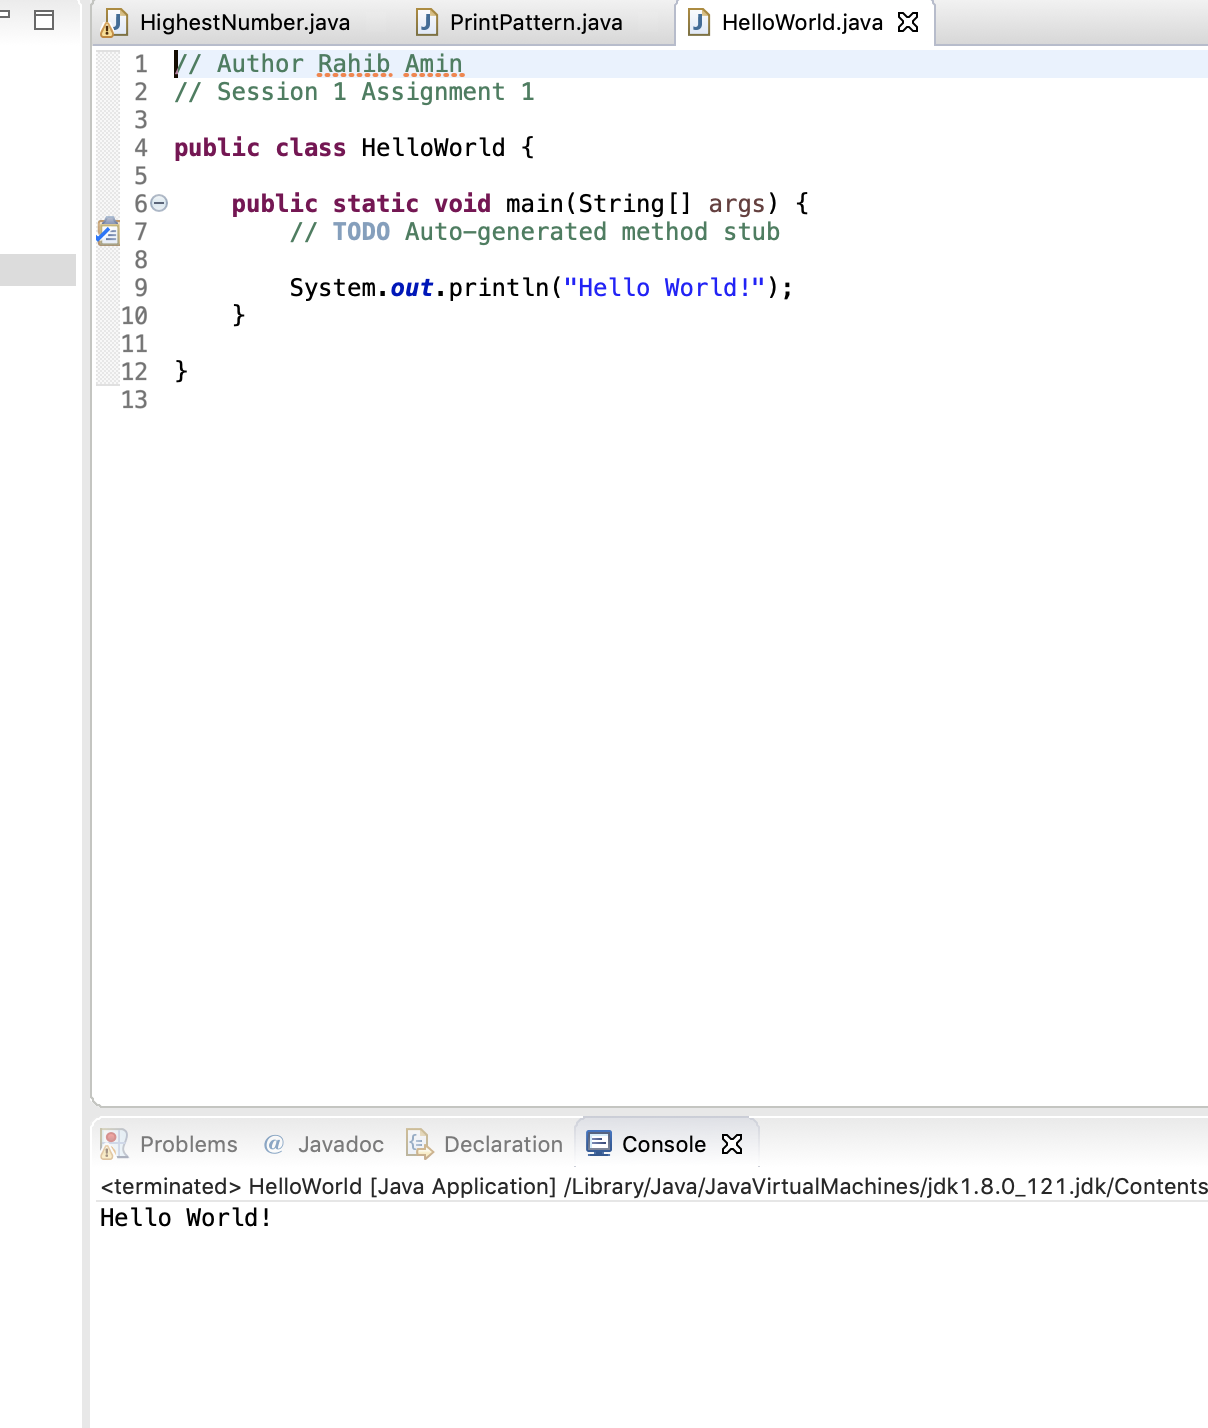 HighestNumber.java PrintPattern.java HelloWorld.java
1 // Author Rahib Amin
2 // Session 1 Assignment 1
3
4 public class HelloWorld {
5
6 public static void main(String[] args) {
7 // TODO Auto-generated method stub
8
9 System.out.println("Hello World!");
10 }
11
12 }
13
Problems @ Javadoc Declaration Console
<terminated> HelloWorld [Java Application] /Library/Java/JavaVirtualMachines/jdk1.8.0_121.jdk/Contents
Hello World!